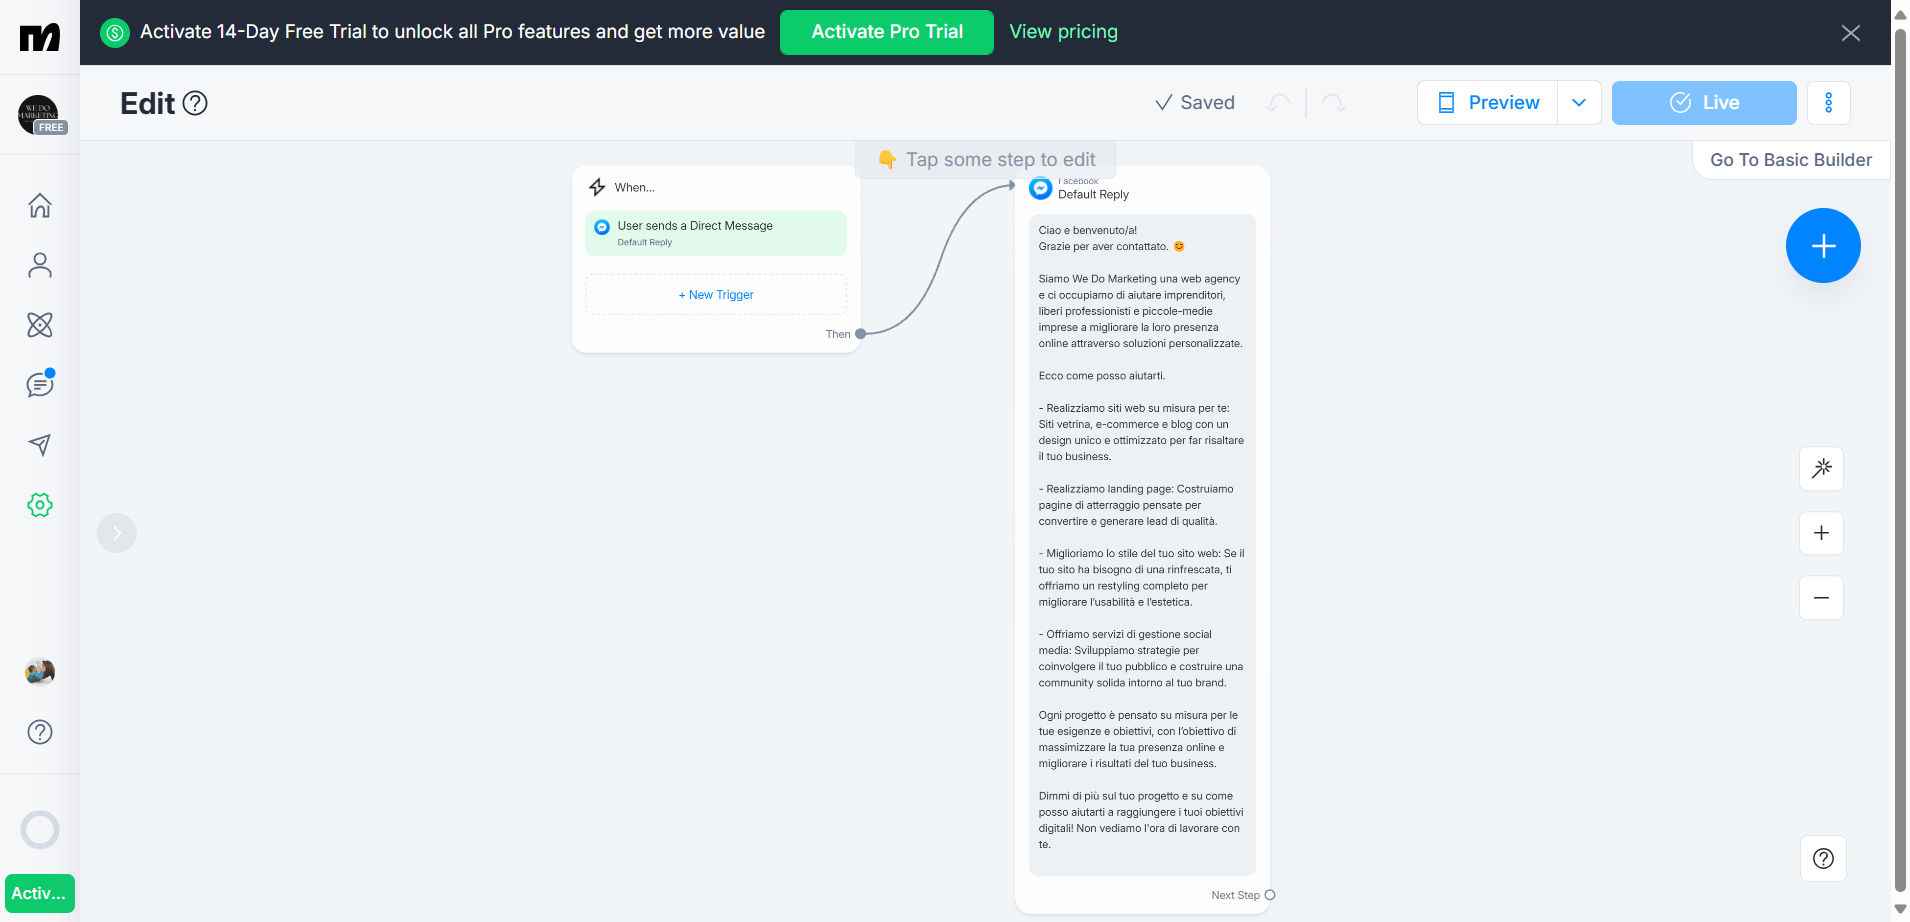 Activate 14-Day Free Trial to unlock all Pro features and get more value
Activate Pro Trial
View pricing
WE DO
MARKETING
FREE
Edit
Saved
Preview
Live
👇 Tap some step to edit
Go To Basic Builder
When...
User sends a Direct Message
Default Reply
+ New Trigger
Then
Facebook
Default Reply
Ciao e benvenuto/a!
Grazie per aver contattato. 😊
Siamo We Do Marketing una web agency
e ci occupiamo di aiutare imprenditori,
liberi professionisti e piccole-medie
imprese a migliorare la loro presenza
online attraverso soluzioni personalizzate.
Ecco come posso aiutarti.
- Realizziamo siti web su misura per te:
Siti vetrina, e-commerce e blog con un
design unico e ottimizzato per far risaltare
il tuo business.
- Realizziamo landing page: Costruiamo
pagine di atterraggio pensate per
convertire e generare lead di qualità.
- Miglioriamo lo stile del tuo sito web: Se il
tuo sito ha bisogno di una rinfrescata, ti
offriamo un restyling completo per
migliorare l'usabilità e l'estetica.
- Offriamo servizi di gestione social
media: Sviluppiamo strategie per
coinvolgere il tuo pubblico e costruire una
community solida intorno al tuo brand.
Ogni progetto è pensato su misura per le
tue esigenze e obiettivi, con l'obiettivo di
massimizzare la tua presenza online e
migliorare i risultati del tuo business.
Dimmi di più sul tuo progetto e su come
posso aiutarti a raggiungere i tuoi obiettivi
digitali! Non vediamo l'ora di lavorare con
te.
Next Step
Activ...